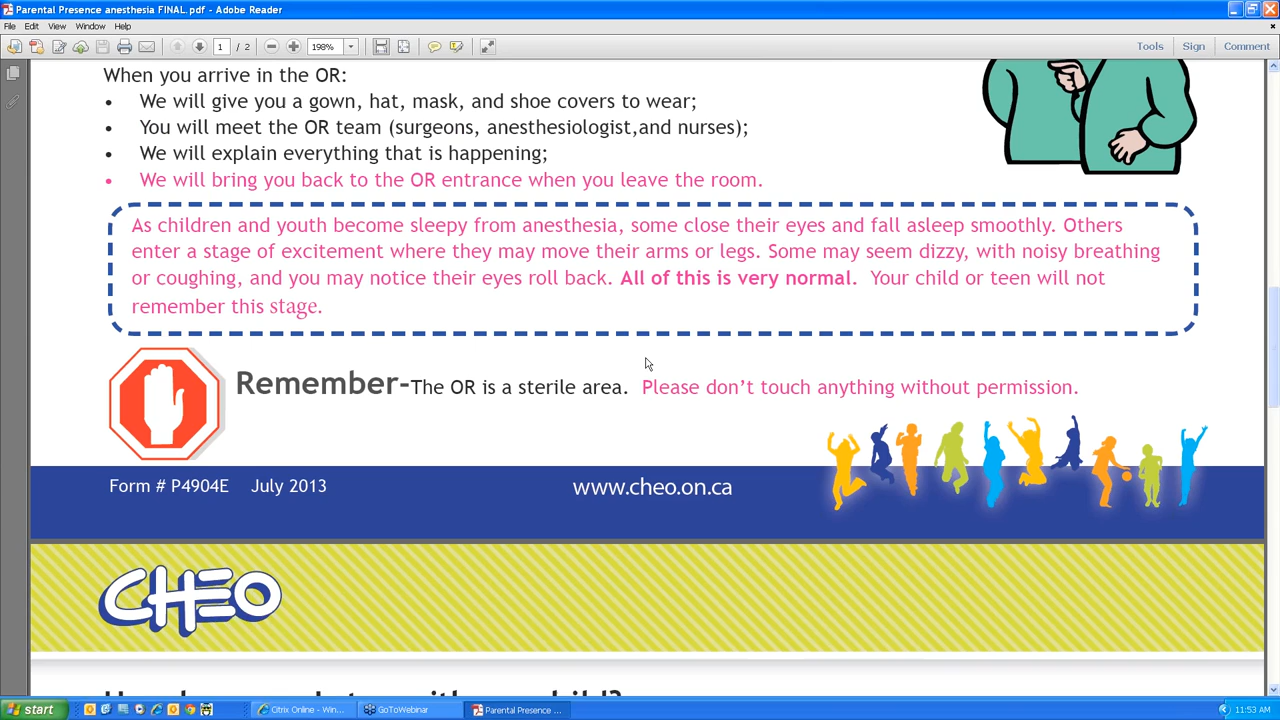 Parental Presence anesthesia FINAL.pdf - Adobe Reader
File Edit View Window Help
1 / 2 198% Tools Sign Comment
When you arrive in the OR:
• We will give you a gown, hat, mask, and shoe covers to wear;
• You will meet the OR team (surgeons, anesthesiologist,and nurses);
• We will explain everything that is happening;
• We will bring you back to the OR entrance when you leave the room.
As children and youth become sleepy from anesthesia, some close their eyes and fall asleep smoothly. Others
enter a stage of excitement where they may move their arms or legs. Some may seem dizzy, with noisy breathing
or coughing, and you may notice their eyes roll back. All of this is very normal. Your child or teen will not
remember this stage.
Remember-The OR is a sterile area. Please don't touch anything without permission.
Form # P4904E July 2013 www.cheo.on.ca
CHEO
start Citrix Online - Win... GoToWebinar Parental Presence ... 11:53 AM